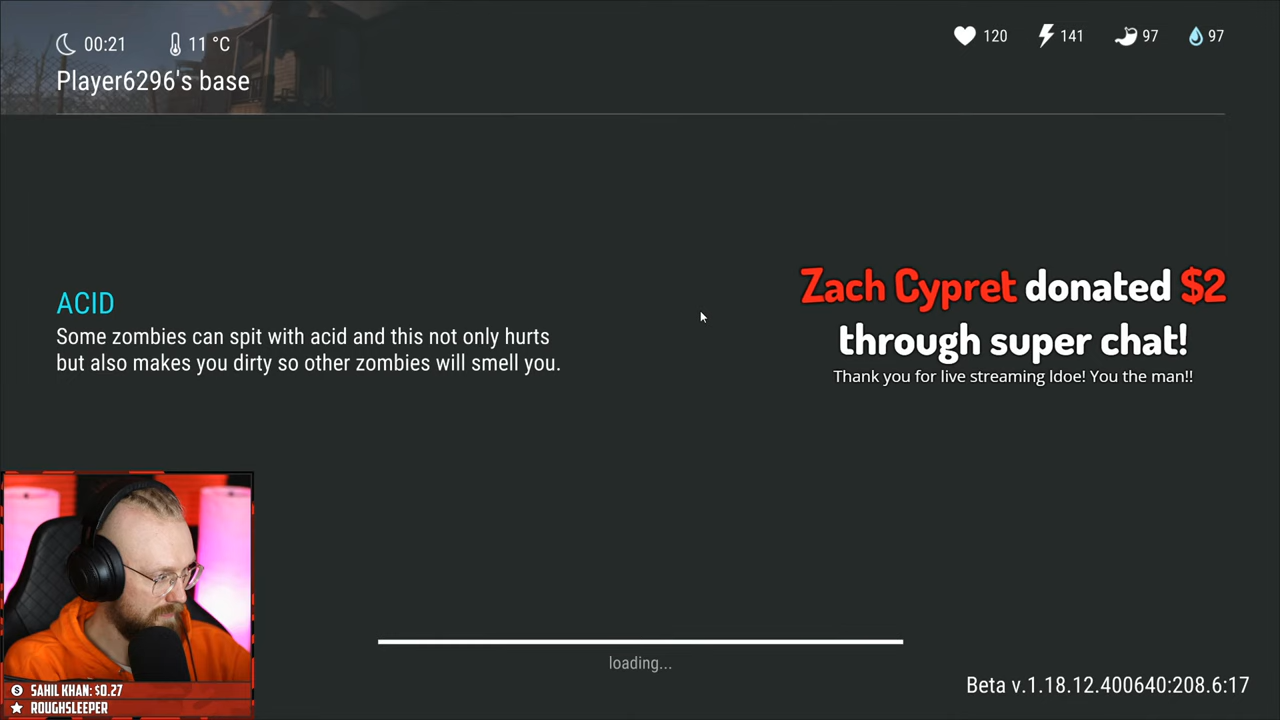 00:21 11 °C 120 141 97 97
Player6296's base
ACID
Some zombies can spit with acid and this not only hurts
but also makes you dirty so other zombies will smell you.
Zach Cypret donated $2
through super chat!
Thank you for live streaming ldoe! You the man!!
loading...
SAHIL KHAN: $0.27
ROUGHSLEEPER
Beta v.1.18.12.400640:208.6:17